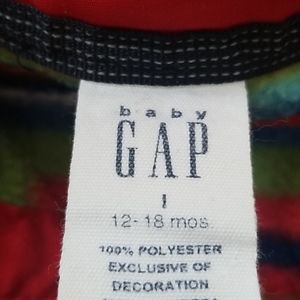 baby
GAP
I
12-18 mos.
100% POLYESTER
EXCLUSIVE OF
DECORATION